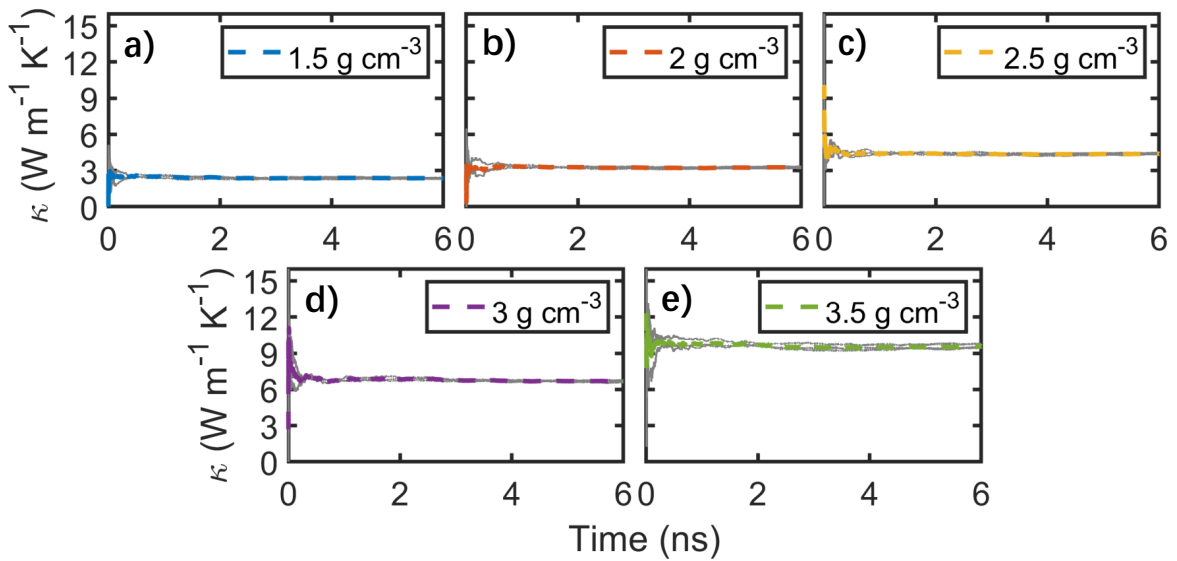 κ (W m⁻¹ K⁻¹)
15
12
9
6
3
0
a)
1.5 g cm⁻³
b)
2 g cm⁻³
c)
2.5 g cm⁻³
0 2 4 6
0 2 4 6
0 2 4 6
κ (W m⁻¹ K⁻¹)
15
12
9
6
3
0
d)
3 g cm⁻³
e)
3.5 g cm⁻³
0 2 4 6
0 2 4 6
Time (ns)